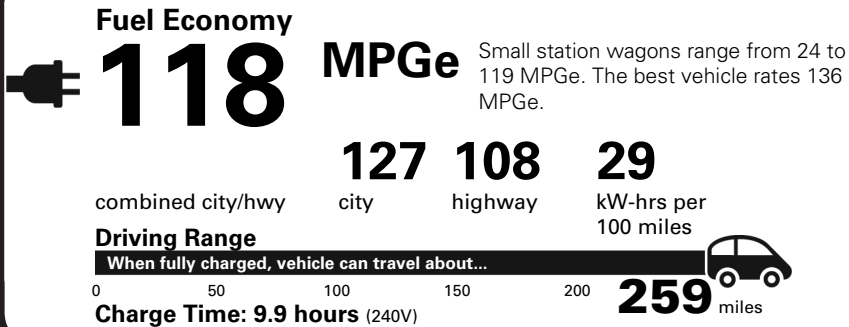 Fuel Economy
118 MPGe
Small station wagons range from 24 to
119 MPGe. The best vehicle rates 136
MPGe.
127 108 29
combined city/hwy city highway kW-hrs per
100 miles
Driving Range
When fully charged, vehicle can travel about...
0 50 100 150 200 259 miles
Charge Time: 9.9 hours (240V)